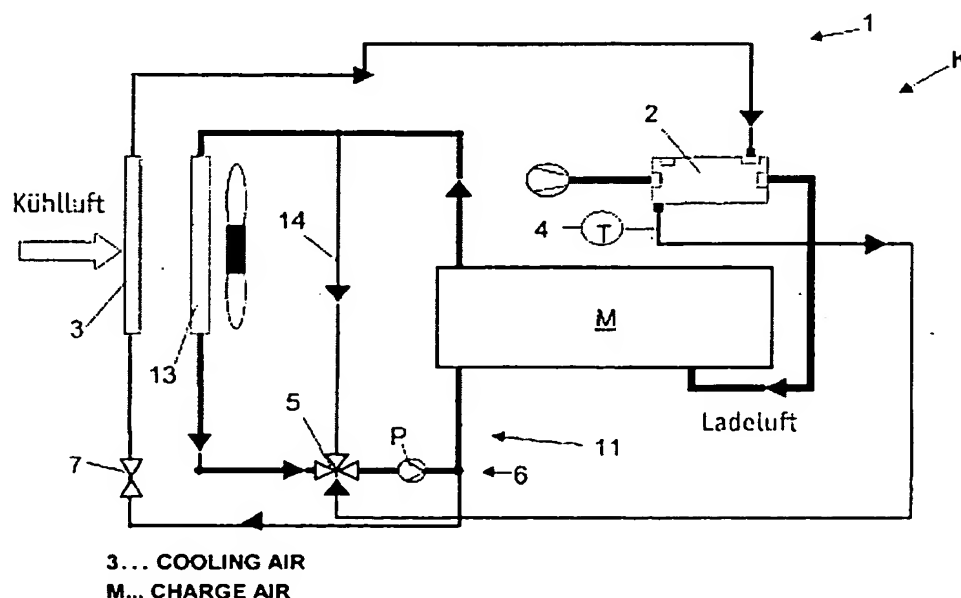 1
K
2
Kühlluft
14
4
T
3
M
13
5
P
Ladeluft
11
7
6
3... COOLING AIR
M... CHARGE AIR